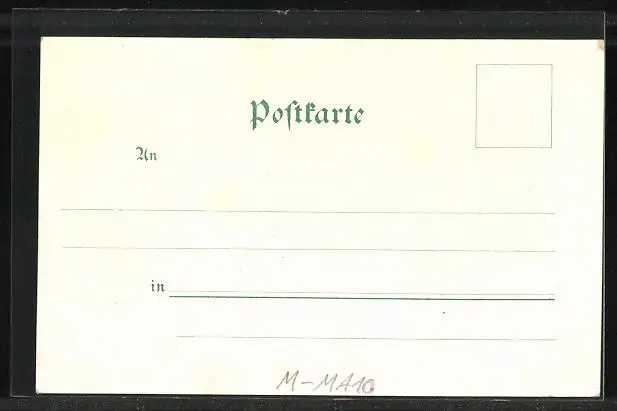 Postkarte
An
in
M-MA10